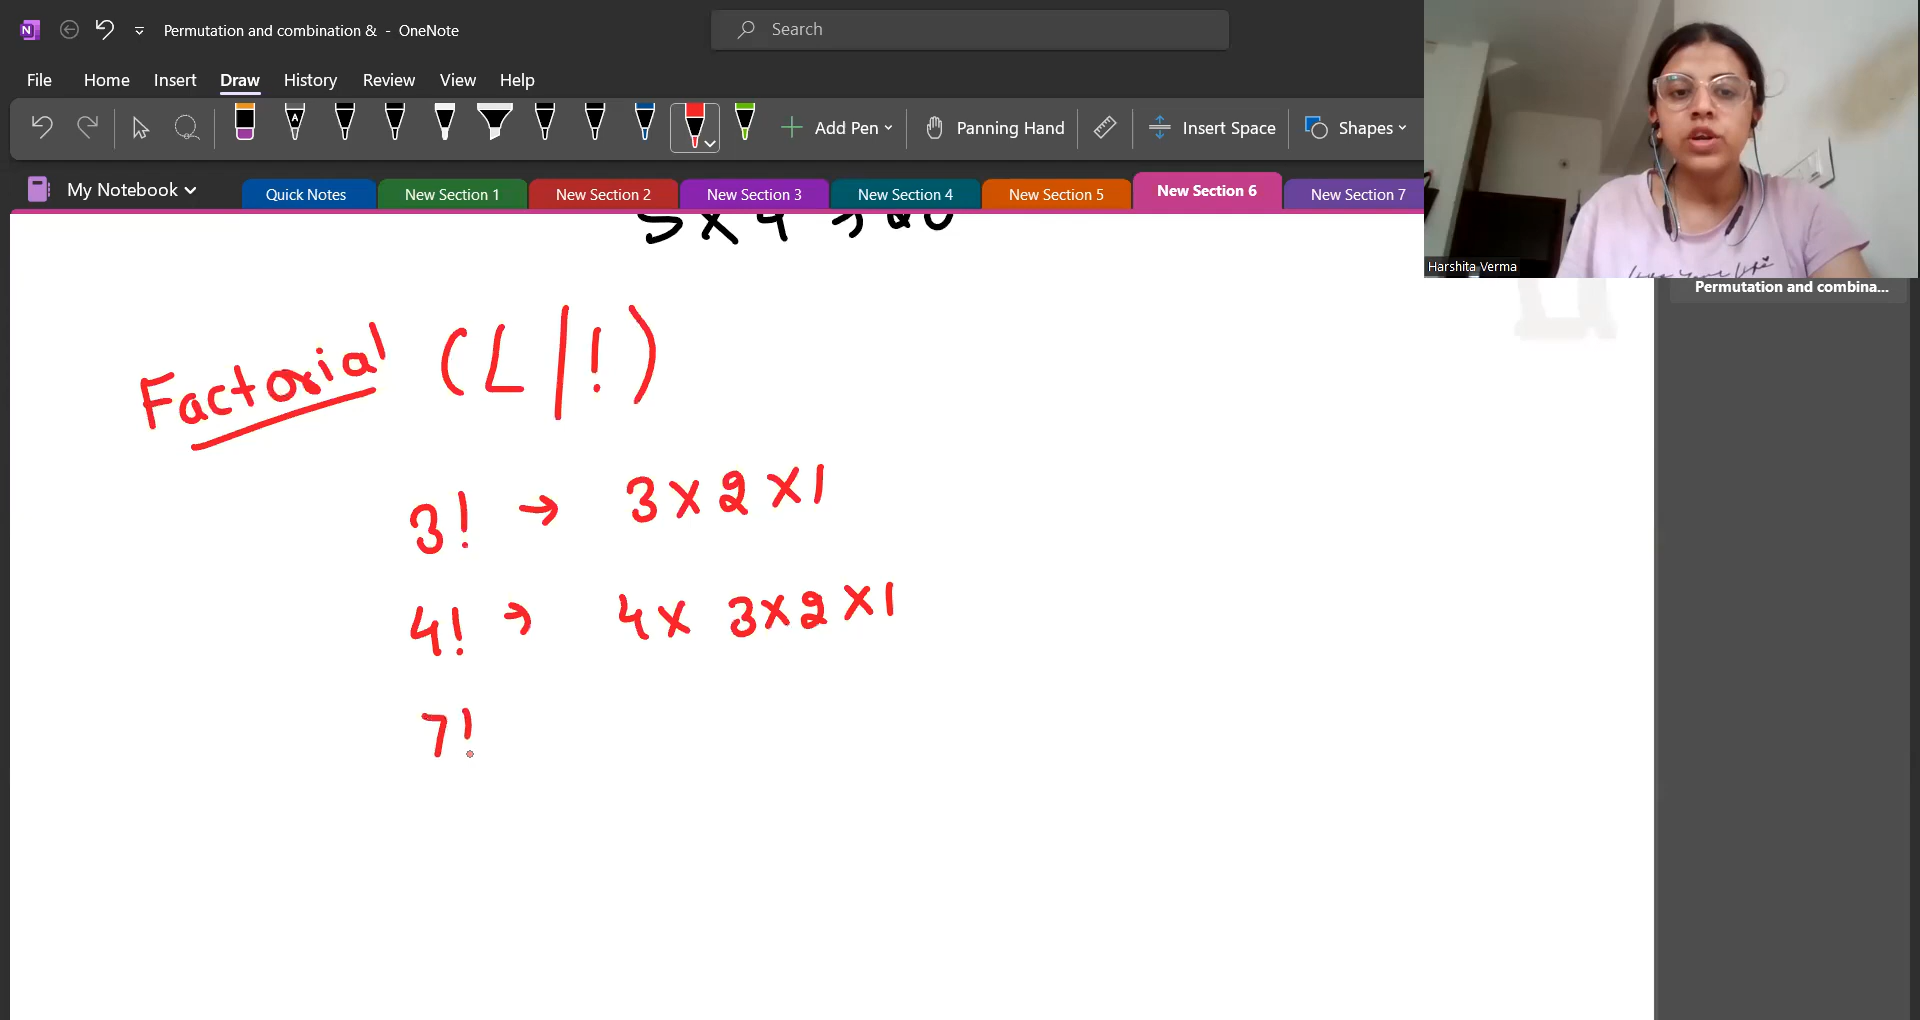 Permutation and combination & - OneNote
Search
File Home Insert Draw History Review View Help
Add Pen Panning Hand Insert Space Shapes
My Notebook Quick Notes New Section 1 New Section 2 New Section 3 New Section 4 New Section 5 New Section 6 New Section 7
Harshita Verma
Permutation and combina...
5 x 4 → 20
Factorial (L/!)
3! → 3 x 2 x 1
4! → 4 x 3 x 2 x 1
7!